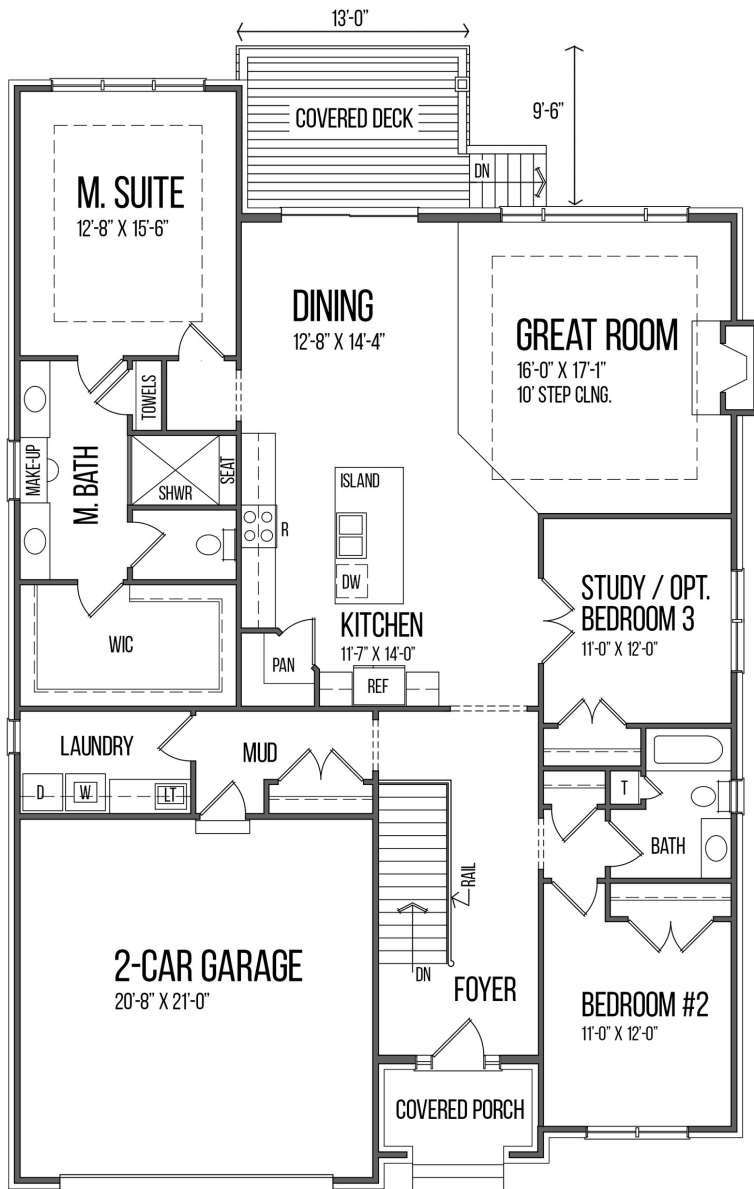 13'-0"
9'-6"
COVERED DECK
DN
M. SUITE
12'-8" X 15'-6"
DINING
12'-8" X 14'-4"
GREAT ROOM
16'-0" X 17'-1"
10' STEP CLNG.
TOWELS
MAKE-UP
M. BATH
SHWR
SEAT
R
ISLAND
DW
KITCHEN
11'-7" X 14'-0"
STUDY / OPT.
BEDROOM 3
11'-0" X 12'-0"
WIC
PAN
REF
LAUNDRY
MUD
D
W
LT
T
BATH
RAIL
DN
2-CAR GARAGE
20'-8" X 21'-0"
FOYER
BEDROOM #2
11'-0" X 12'-0"
COVERED PORCH